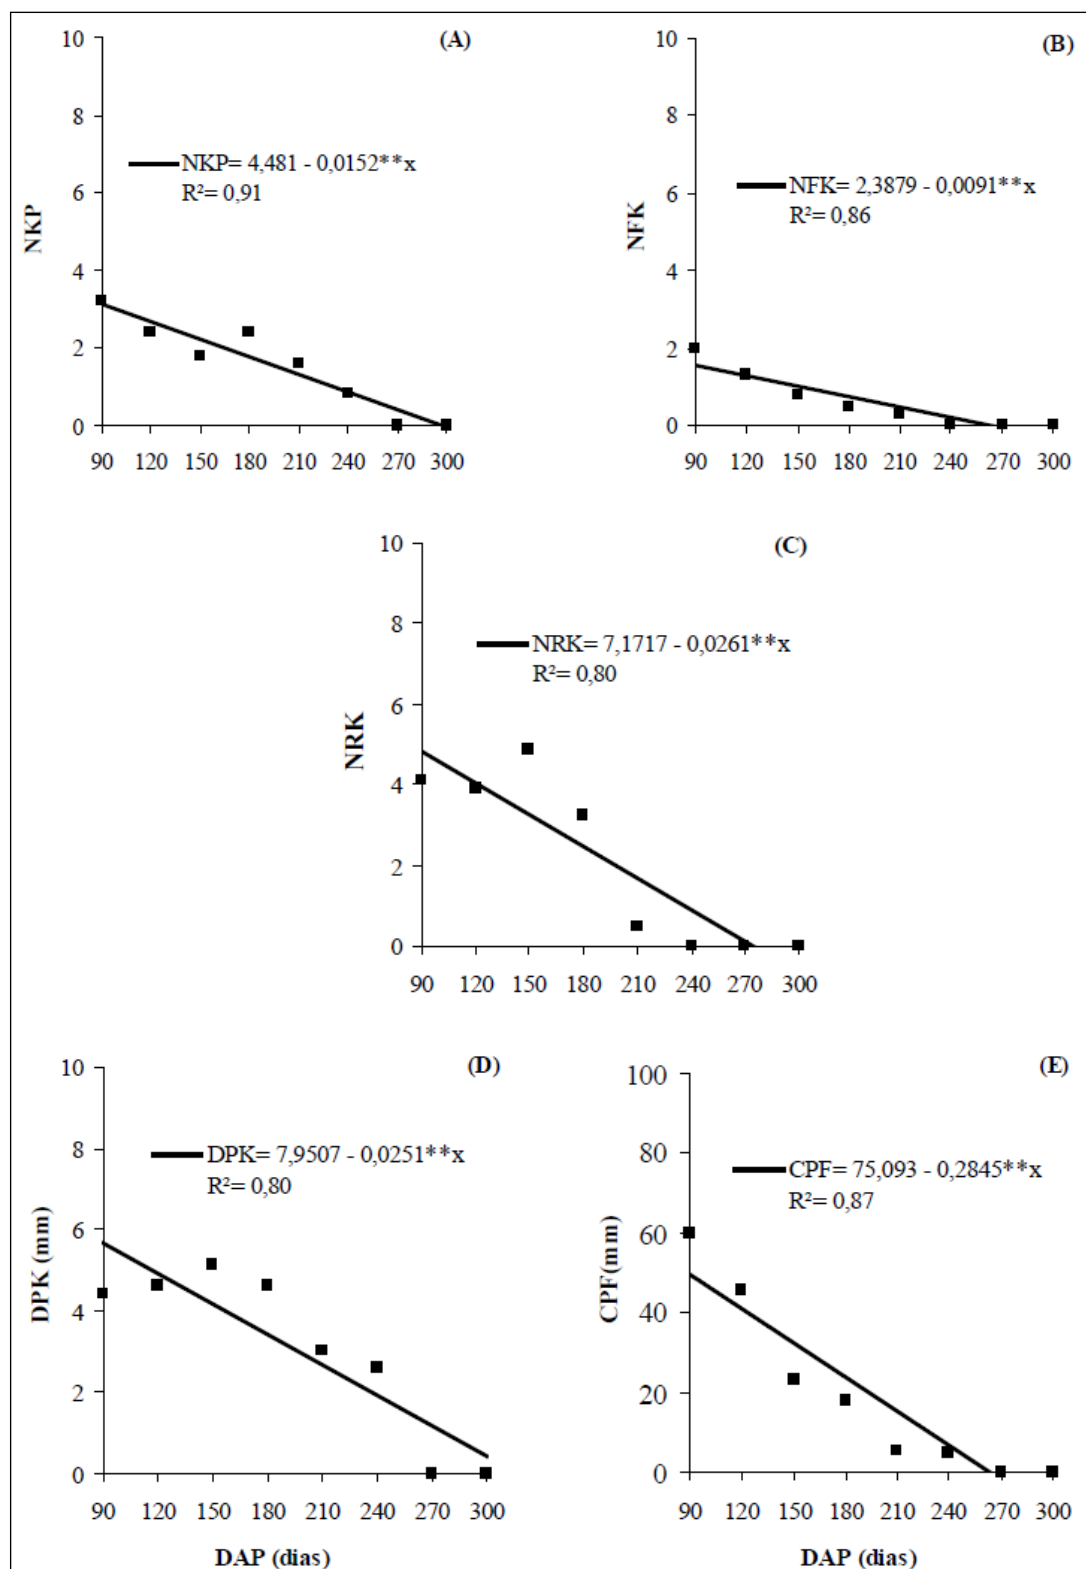 (A)
10
8
6
4
2
0
NKP= 4,481 - 0,0152**x
R²= 0,91
NKP
90 120 150 180 210 240 270 300
(B)
10
8
6
4
2
0
NFK= 2,3879 - 0,0091**x
R²= 0,86
NFK
90 120 150 180 210 240 270 300
(C)
10
8
6
4
2
0
NRK= 7,1717 - 0,0261**x
R²= 0,80
NRK
90 120 150 180 210 240 270 300
(D)
10
8
6
4
2
0
DPK= 7,9507 - 0,0251**x
R²= 0,80
DPK (mm)
90 120 150 180 210 240 270 300
DAP (dias)
(E)
100
80
60
40
20
0
CPF= 75,093 - 0,2845**x
R²= 0,87
CPF(mm)
90 120 150 180 210 240 270 300
DAP (dias)